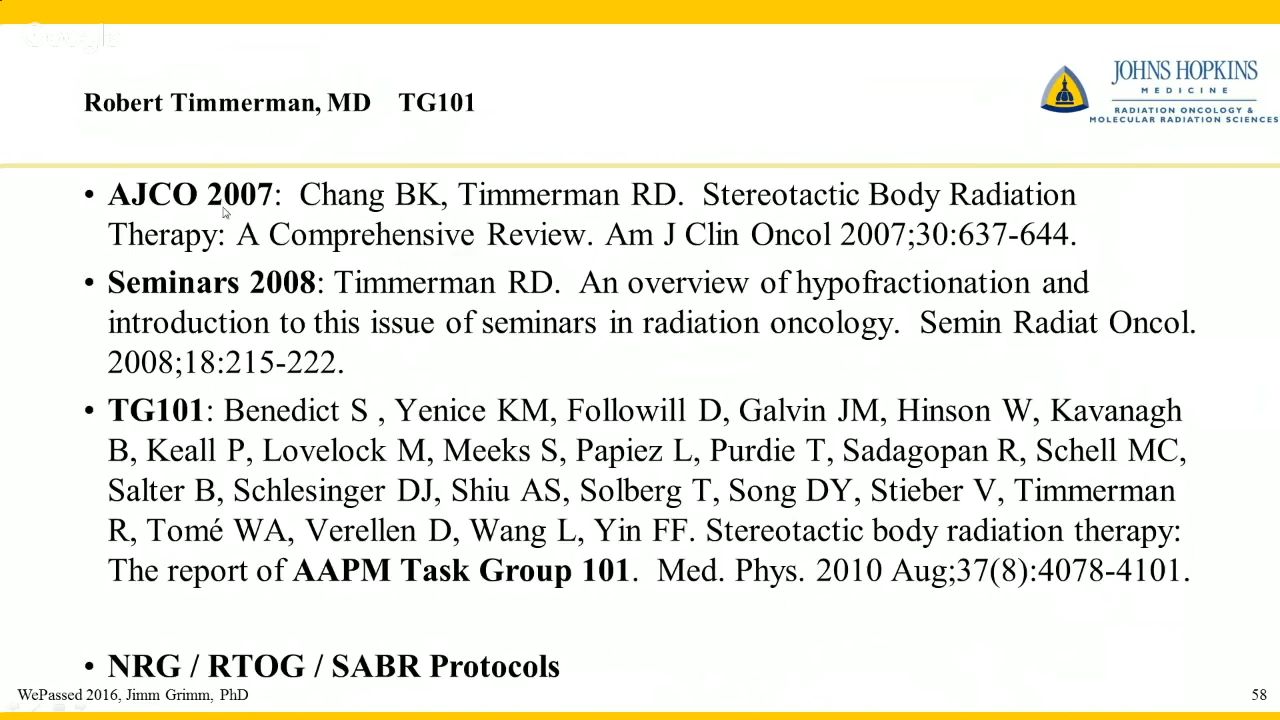 Google
Robert Timmerman, MD TG101
JOHNS HOPKINS
MEDICINE
RADIATION ONCOLOGY &
MOLECULAR RADIATION SCIENCES
• AJCO 2007: Chang BK, Timmerman RD. Stereotactic Body Radiation
Therapy: A Comprehensive Review. Am J Clin Oncol 2007;30:637-644.
• Seminars 2008: Timmerman RD. An overview of hypofractionation and
introduction to this issue of seminars in radiation oncology. Semin Radiat Oncol.
2008;18:215-222.
• TG101: Benedict S , Yenice KM, Followill D, Galvin JM, Hinson W, Kavanagh
B, Keall P, Lovelock M, Meeks S, Papiez L, Purdie T, Sadagopan R, Schell MC,
Salter B, Schlesinger DJ, Shiu AS, Solberg T, Song DY, Stieber V, Timmerman
R, Tomé WA, Verellen D, Wang L, Yin FF. Stereotactic body radiation therapy:
The report of AAPM Task Group 101. Med. Phys. 2010 Aug;37(8):4078-4101.
• NRG / RTOG / SABR Protocols
WePassed 2016, Jimm Grimm, PhD
58